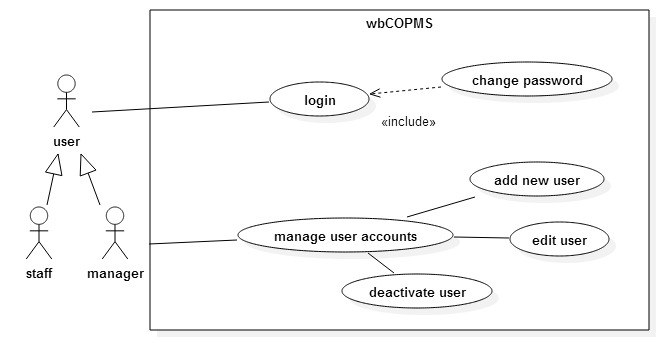 wbCOPMS
change password
login
«include»
user
add new user
manage user accounts
edit user
staff
manager
deactivate user